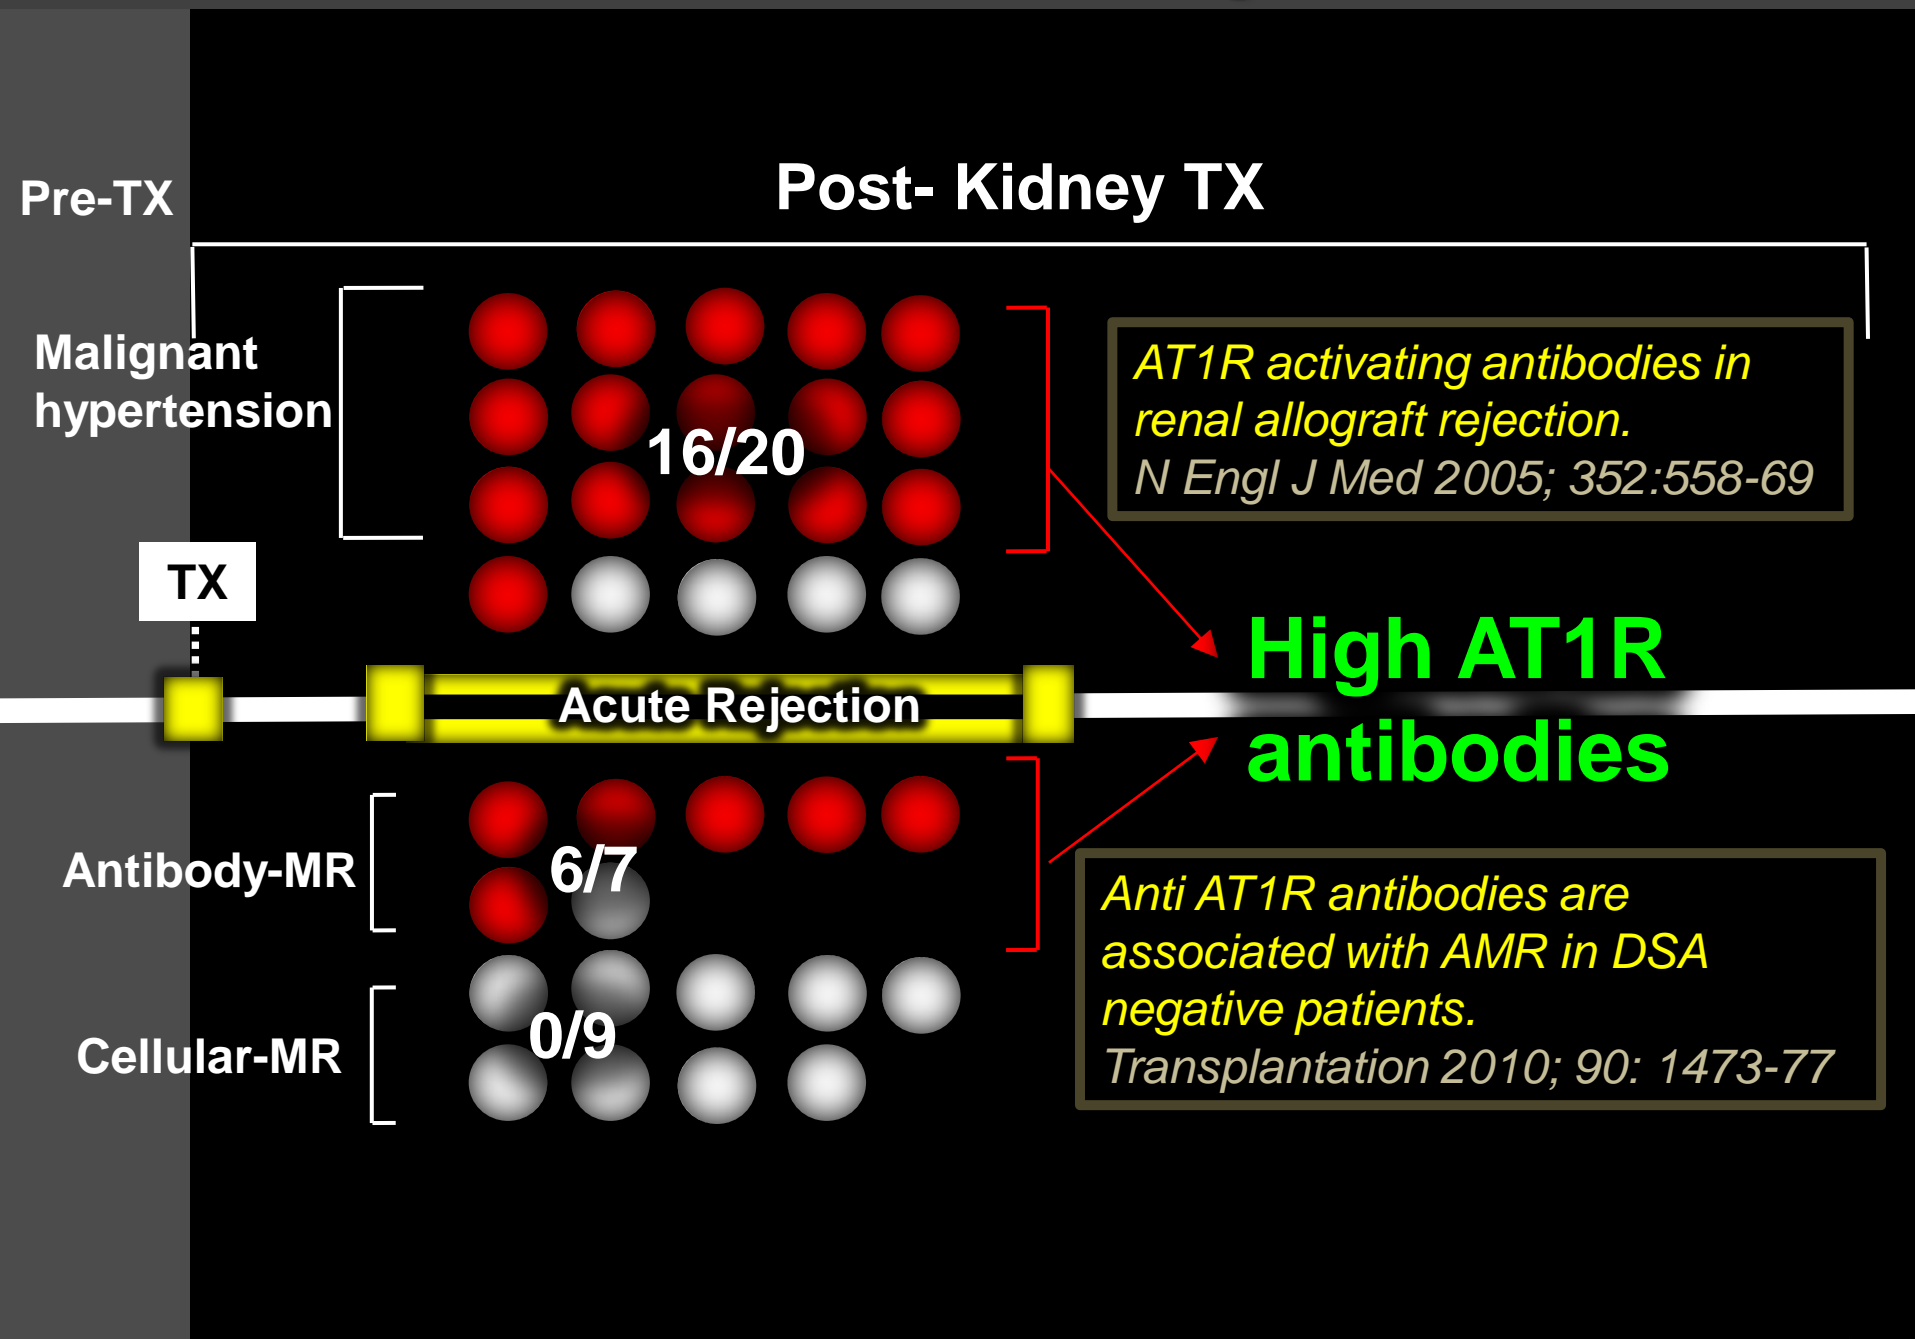 Pre-TX
Post- Kidney TX
Malignant
hypertension
16/20
AT1R activating antibodies in
renal allograft rejection.
N Engl J Med 2005; 352:558-69
TX
High AT1R
antibodies
Acute Rejection
Antibody-MR
6/7
Anti AT1R antibodies are
associated with AMR in DSA
negative patients.
Transplantation 2010; 90: 1473-77
Cellular-MR
0/9